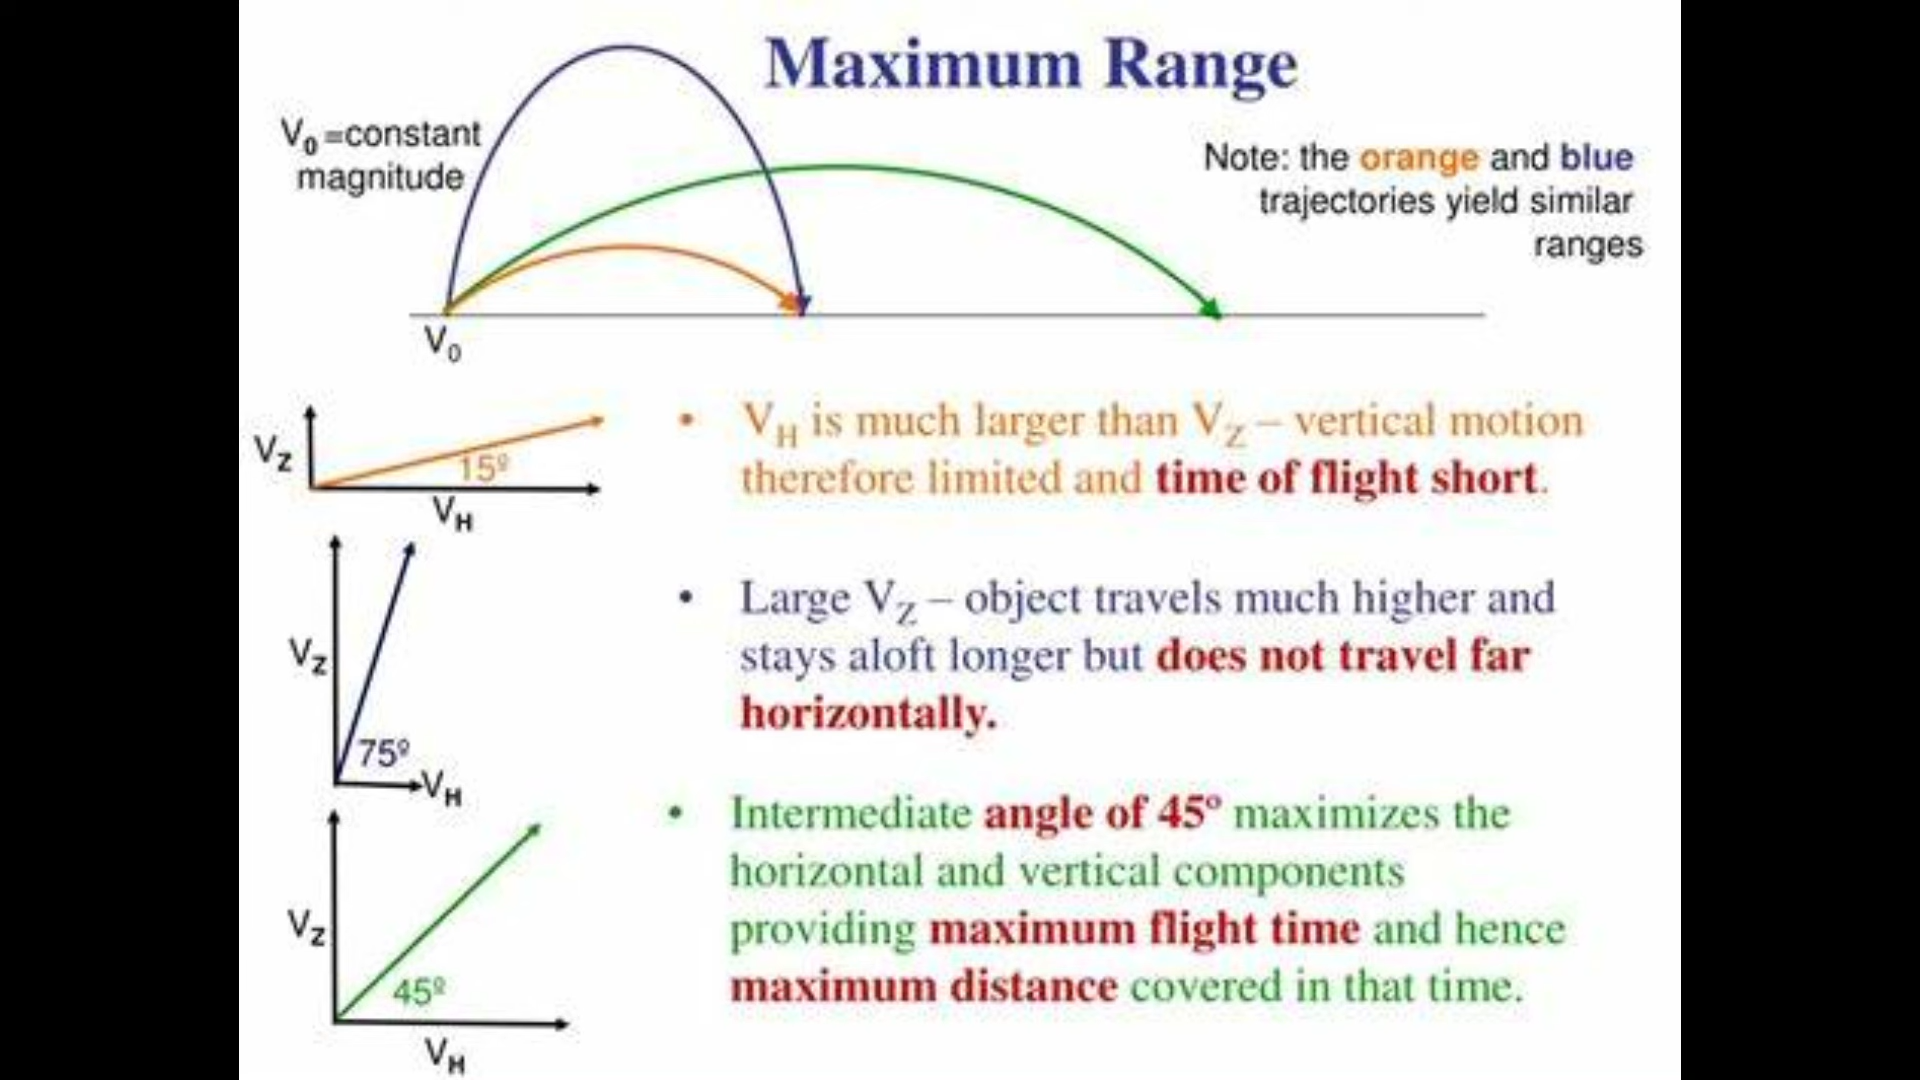 Maximum Range
V0=constant
magnitude
Note: the orange and blue
trajectories yield similar
ranges
V0
VZ
15º
VH
• VH is much larger than VZ – vertical motion
therefore limited and time of flight short.
VZ
75º
VH
• Large VZ – object travels much higher and
stays aloft longer but does not travel far
horizontally.
VZ
45º
VH
• Intermediate angle of 45º maximizes the
horizontal and vertical components
providing maximum flight time and hence
maximum distance covered in that time.